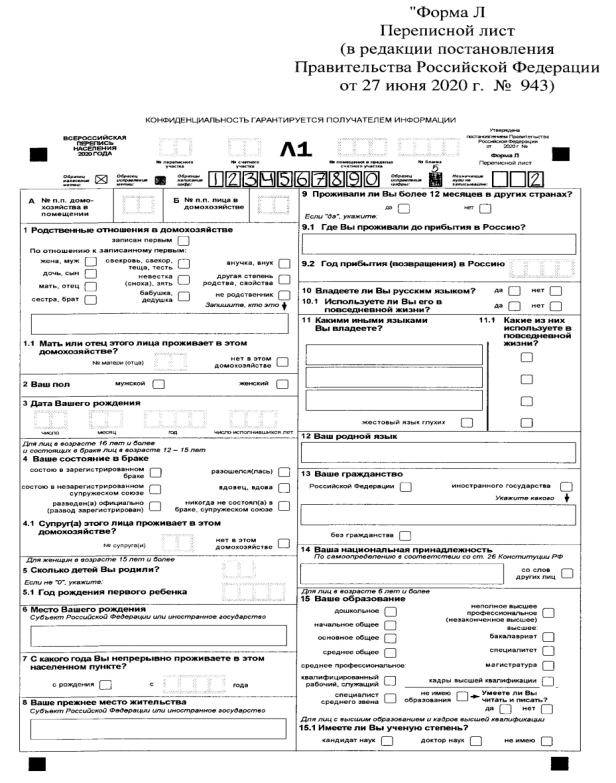 "Форма Л
Переписной лист
(в редакции постановления
Правительства Российской Федерации
от 27 июня 2020 г. № 943)
КОНФИДЕНЦИАЛЬНОСТЬ ГАРАНТИРУЕТСЯ ПОЛУЧАТЕЛЕМ ИНФОРМАЦИИ
ВСЕРОССИЙСКАЯ
ПЕРЕПИСЬ
НАСЕЛЕНИЯ
2020 ГОДА
№ переписного
участка
№ счетного
участка
Л1
№ помещения в пределах
счетного участка
№ бланка
Утверждена
постановлением Правительства
Российской Федерации
от 2020 г №
Форма Л
Переписной лист
Образец
нанесения
метки:
Образец
исправления
метки:
Образцы
написания
цифр:
1 2 3 4 5 6 7 8 9 0
Образец
исправления
цифры:
5
2
А № п.п. домо-
хозяйства в
помещении
Б № п.п. лица в
домохозяйстве
1 Родственные отношения в домохозяйстве
записан первым
По отношению к записанному первым:
жена, муж
свекровь, свекор,
теща, тесть
внучка, внук
дочь, сын
невестка
(сноха), зять
другая степень
родства, свойства
мать, отец
сестра, брат
бабушка,
дедушка
не родственник
Запишите, кто это
1.1 Мать или отец этого лица проживает в этом
домохозяйстве?
№ матери (отца)
нет в этом
домохозяйстве
2 Ваш пол
мужской
женский
3 Дата Вашего рождения
число
месяц
год
число исполнившихся лет
Для лиц в возрасте 16 лет и более
и состоящих в браке лиц в возрасте 12 – 15 лет
4 Ваше состояние в браке
состою в зарегистрированном
браке
разошелся(лась)
состою в незарегистрированном
супружеском союзе
вдовец, вдова
разведен(а) официально
(развод зарегистрирован)
никогда не состоял(а) в
браке, супружеском союзе
4.1 Супруг(а) этого лица проживает в этом
домохозяйстве?
№ супруги(и)
нет в этом
домохозяйстве
Для женщин в возрасте 15 лет и более
5 Сколько детей Вы родили?
Если не "0", укажите:
5.1 Год рождения первого ребенка
6 Место Вашего рождения
Субъект Российской Федерации или иностранное государство
7 С какого года Вы непрерывно проживаете в этом
населенном пункте?
с рождения
с
года
8 Ваше прежнее место жительства
Субъект Российской Федерации или иностранное государство
9 Проживали ли Вы более 12 месяцев в других странах?
да
нет
Если "да", укажите:
9.1 Где Вы проживали до прибытия в Россию?
9.2 Год прибытия (возвращения) в Россию
10 Владеете ли Вы русским языком?
да
нет
10.1 Используете ли Вы его в
повседневной жизни?
да
нет
11 Какими иными языками
Вы владеете?
11.1 Какие из них
используете в
повседневной
жизни?
жестовый язык глухих
12 Ваш родной язык
13 Ваше гражданство
Российской Федерации
иностранного государства
Укажите каково
без гражданства
14 Ваша национальная принадлежность
По самоопределению в соответствии со ст. 26 Конституции РФ
со слов
других лиц
Для лиц в возрасте 6 лет и более
15 Ваше образование
дошкольное
неполное высшее
профессиональное
(незаконченное высшее)
начальное общее
высшее:
основное общее
бакалавриат
среднее общее
специалитет
среднее профессиональное:
магистратура
квалифицированный
рабочий, служащий
кадры высшей квалификации
специалист
среднего звена
не имею
образования
Умеете ли Вы
читать и писать?
да
нет
Для лиц с высшим образованием и кадров высшей квалификации
15.1 Имеете ли Вы ученую степень?
кандидат наук
доктор наук
не имею